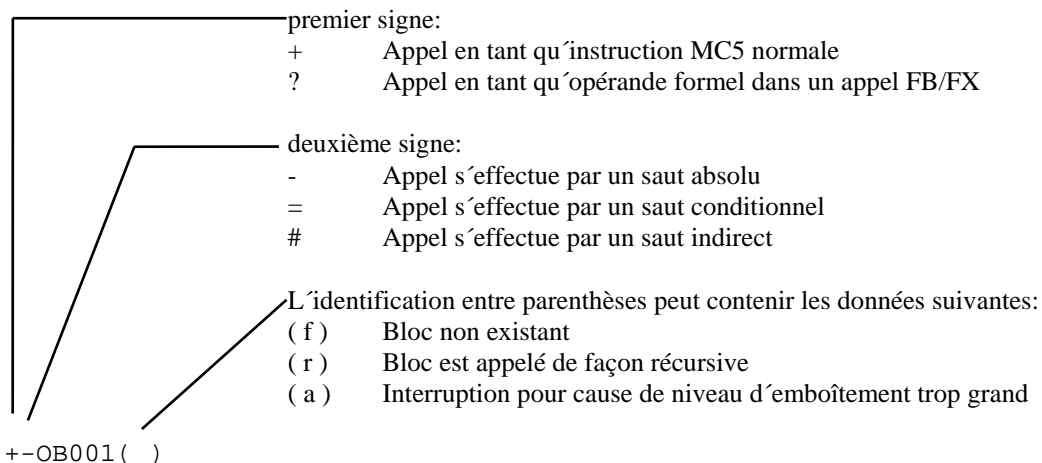 premier signe:
+ Appel en tant qu´instruction MC5 normale
? Appel en tant qu´opérande formel dans un appel FB/FX
deuxième signe:
- Appel s´effectue par un saut absolu
= Appel s´effectue par un saut conditionnel
# Appel s´effectue par un saut indirect
L´identification entre parenthèses peut contenir les données suivantes:
( f ) Bloc non existant
( r ) Bloc est appelé de façon récursive
( a ) Interruption pour cause de niveau d´emboîtement trop grand
+-OB001( )